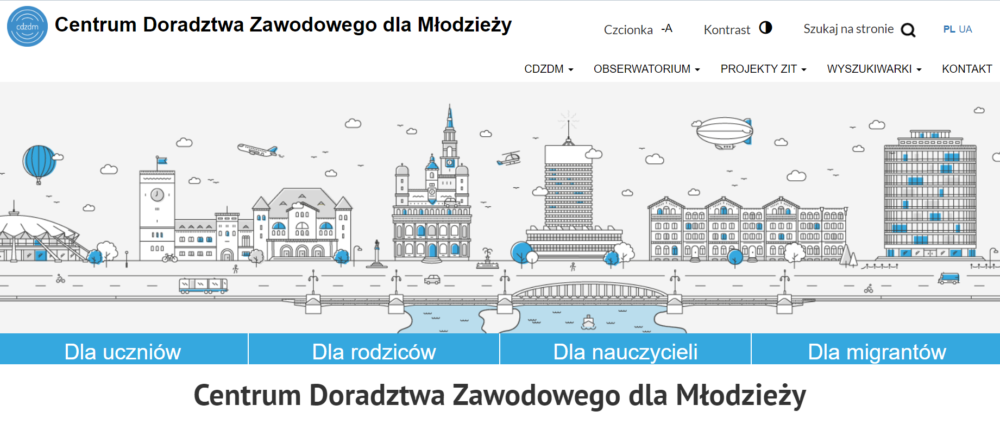 cdzdm
Centrum Doradztwa Zawodowego dla Młodzieży
Czcionka -A Kontrast Szukaj na stronie PL UA
CDZDM OBSERWATORIUM PROJEKTY ZIT WYSZUKIWARKI KONTAKT
Dla uczniów Dla rodziców Dla nauczycieli Dla migrantów
Centrum Doradztwa Zawodowego dla Młodzieży